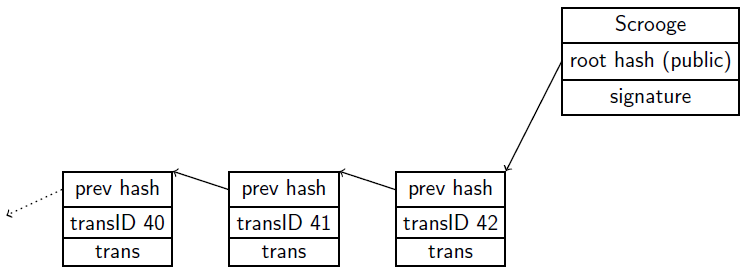 Scrooge
root hash (public)
signature
prev hash
transID 40
trans
prev hash
transID 41
trans
prev hash
transID 42
trans